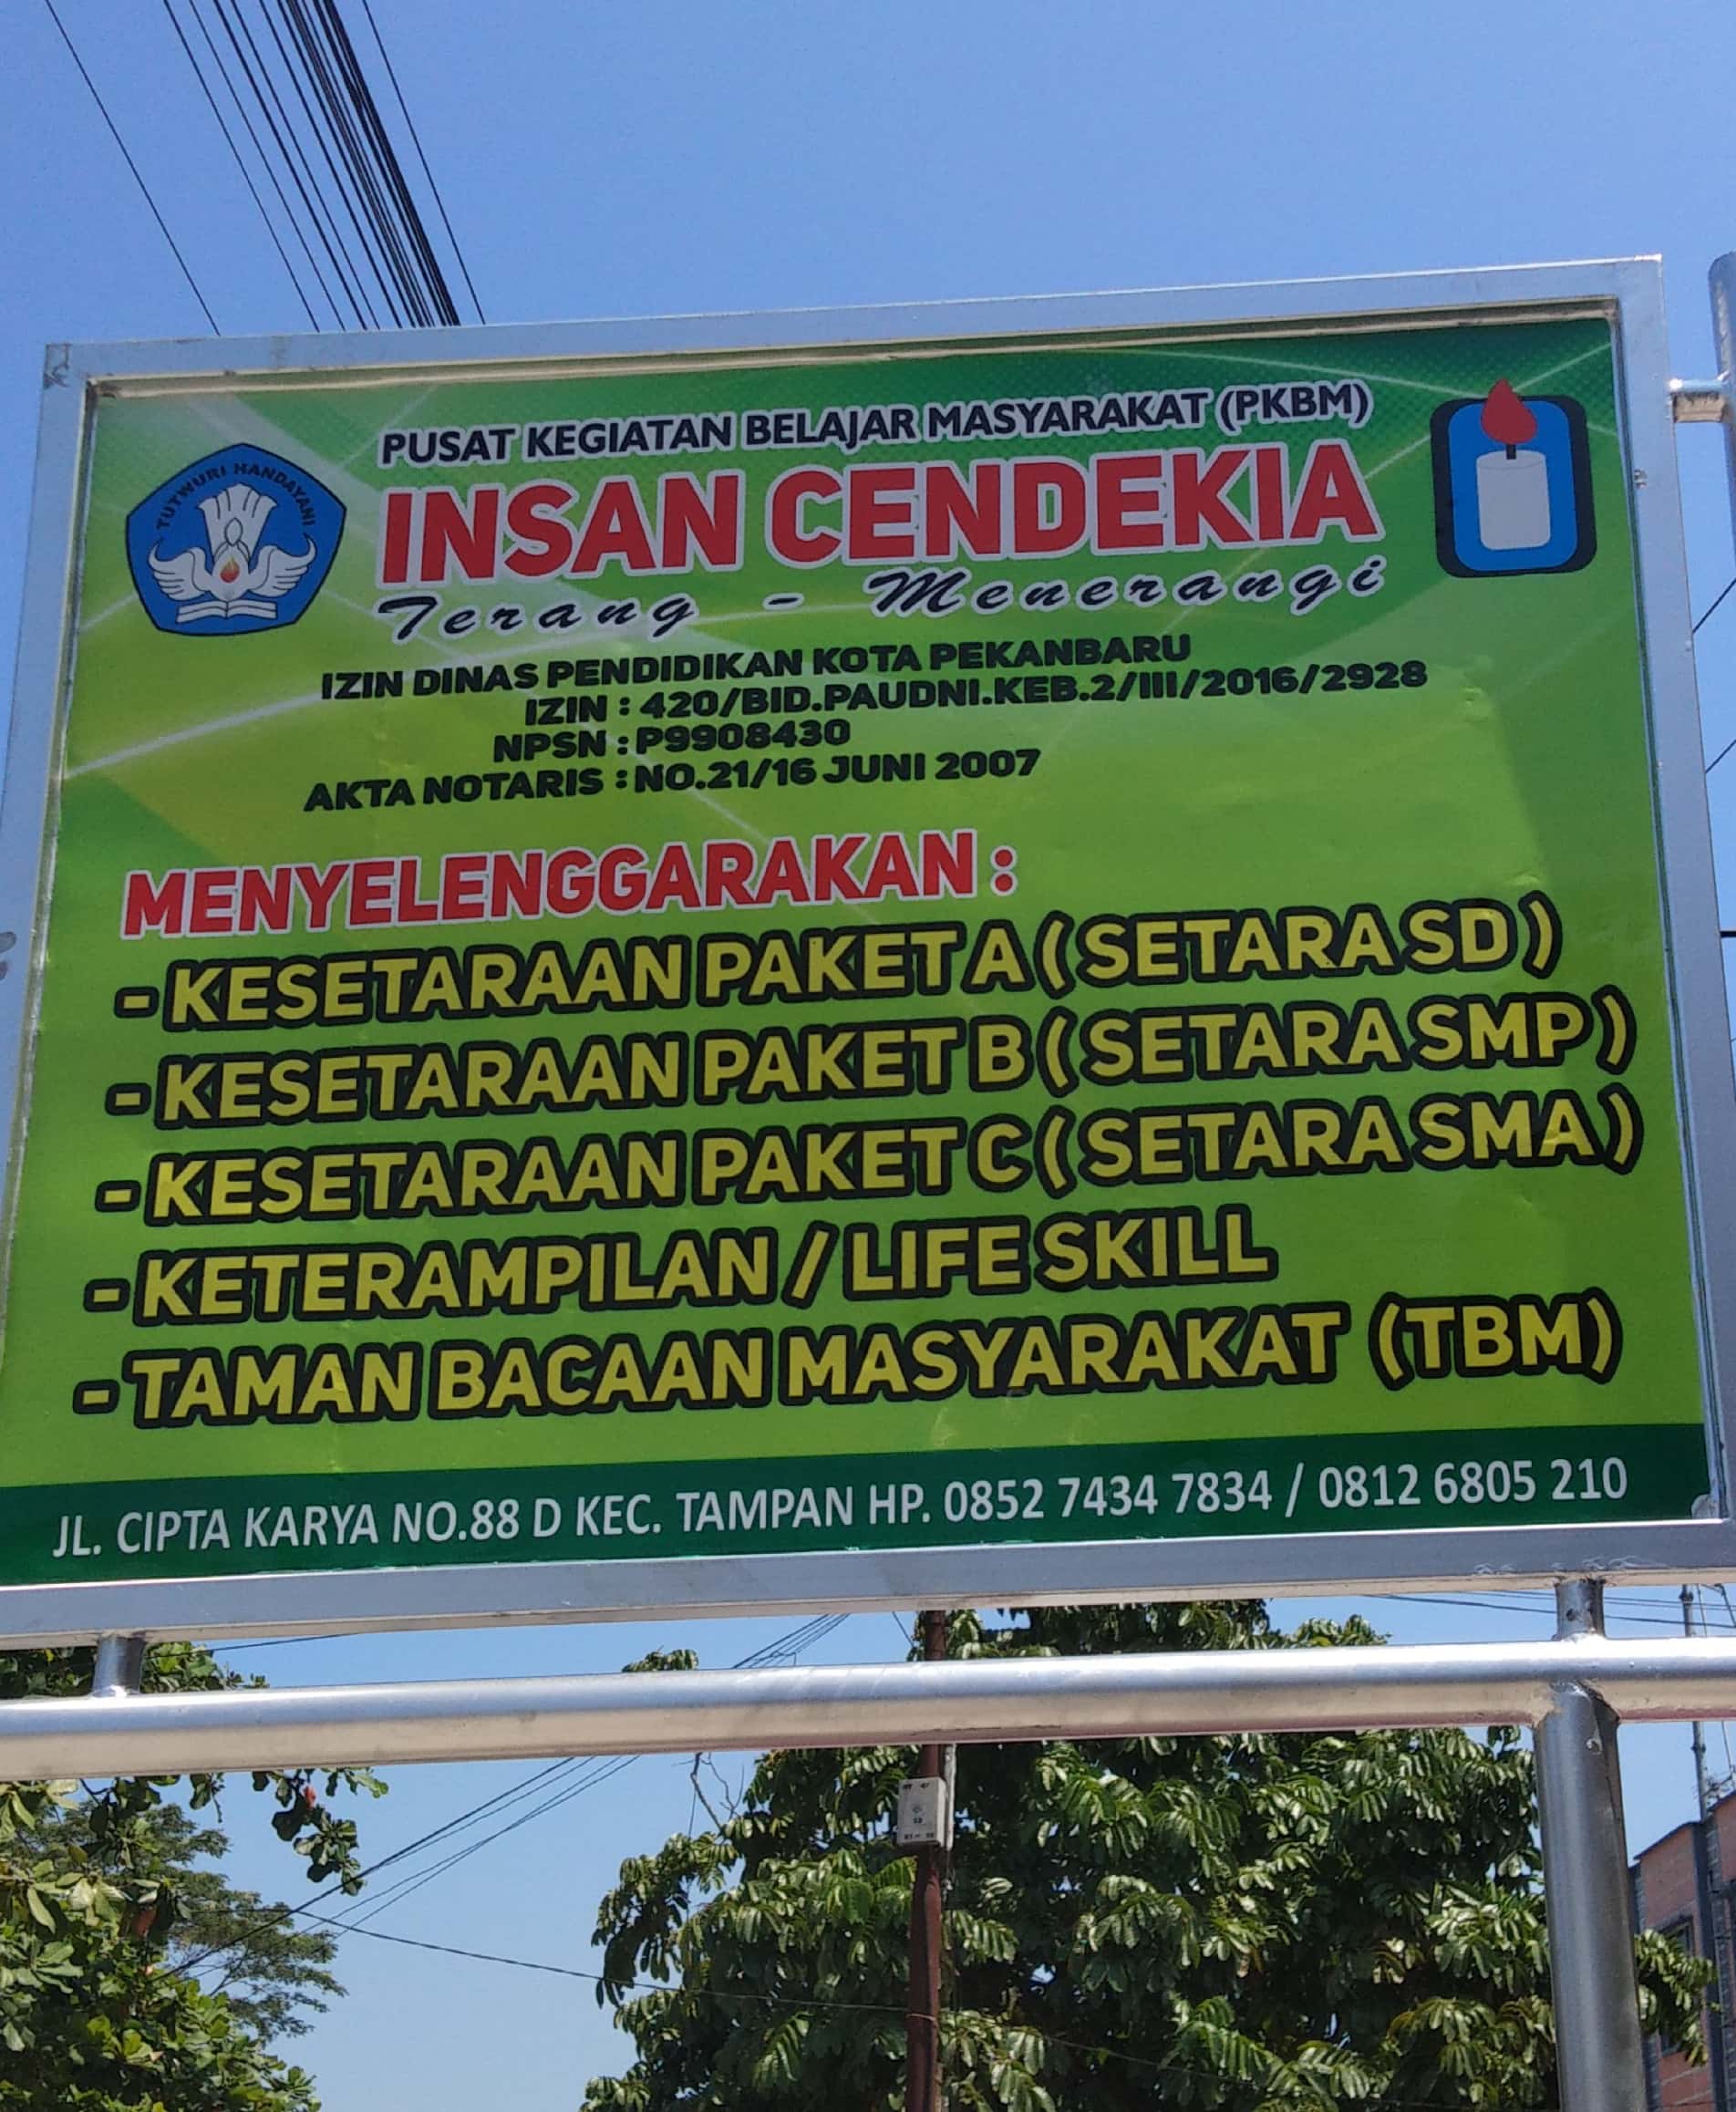 PUSAT KEGIATAN BELAJAR MASYARAKAT (PKBM)
TUT WURI HANDAYANI
INSAN CENDEKIA
Terang - Menerangi
IZIN DINAS PENDIDIKAN KOTA PEKANBARU
IZIN : 420/BID.PAUDNI.KEB.2/III/2016/2928
NPSN : P9908430
AKTA NOTARIS : NO.21/16 JUNI 2007
MENYELENGGARAKAN :
- KESETARAAN PAKET A ( SETARA SD )
- KESETARAAN PAKET B ( SETARA SMP )
- KESETARAAN PAKET C ( SETARA SMA )
- KETERAMPILAN / LIFE SKILL
- TAMAN BACAAN MASYARAKAT (TBM)
JL. CIPTA KARYA NO.88 D KEC. TAMPAN HP. 0852 7434 7834 / 0812 6805 210